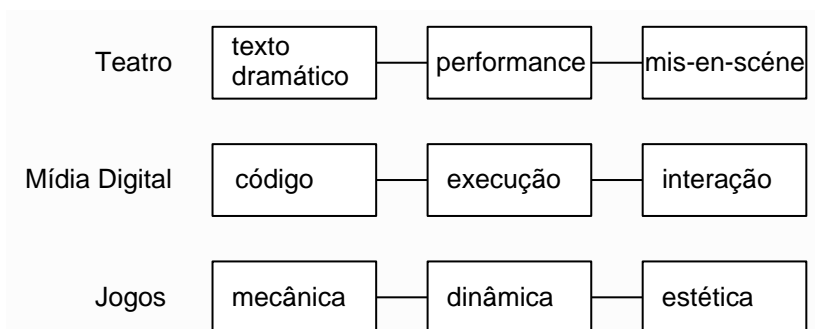 Teatro
texto
dramático
performance
mis-en-scéne
Mídia Digital
código
execução
interação
Jogos
mecânica
dinâmica
estética